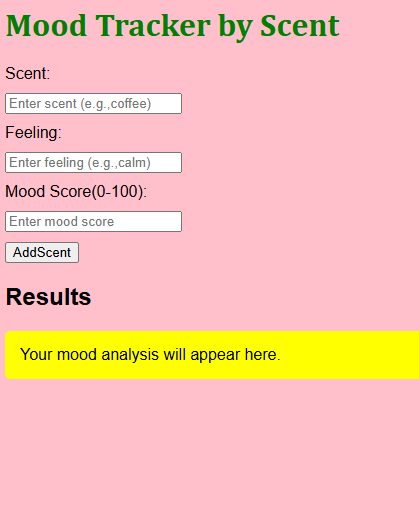 Mood Tracker by Scent
Scent:
Enter scent (e.g.,coffee)
Feeling:
Enter feeling (e.g.,calm)
Mood Score(0-100):
Enter mood score
AddScent
Results
Your mood analysis will appear here.